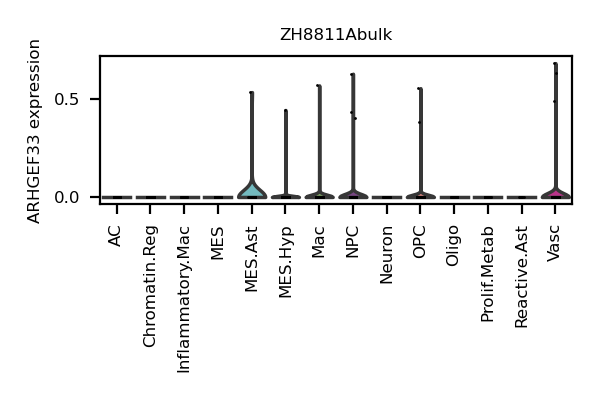 ZH8811Abulk
ARHGEF33 expression
0.5
0.0
AC
Chromatin.Reg
Inflammatory.Mac
MES
MES.Ast
MES.Hyp
Mac
NPC
Neuron
OPC
Oligo
Prolif.Metab
Reactive.Ast
Vasc